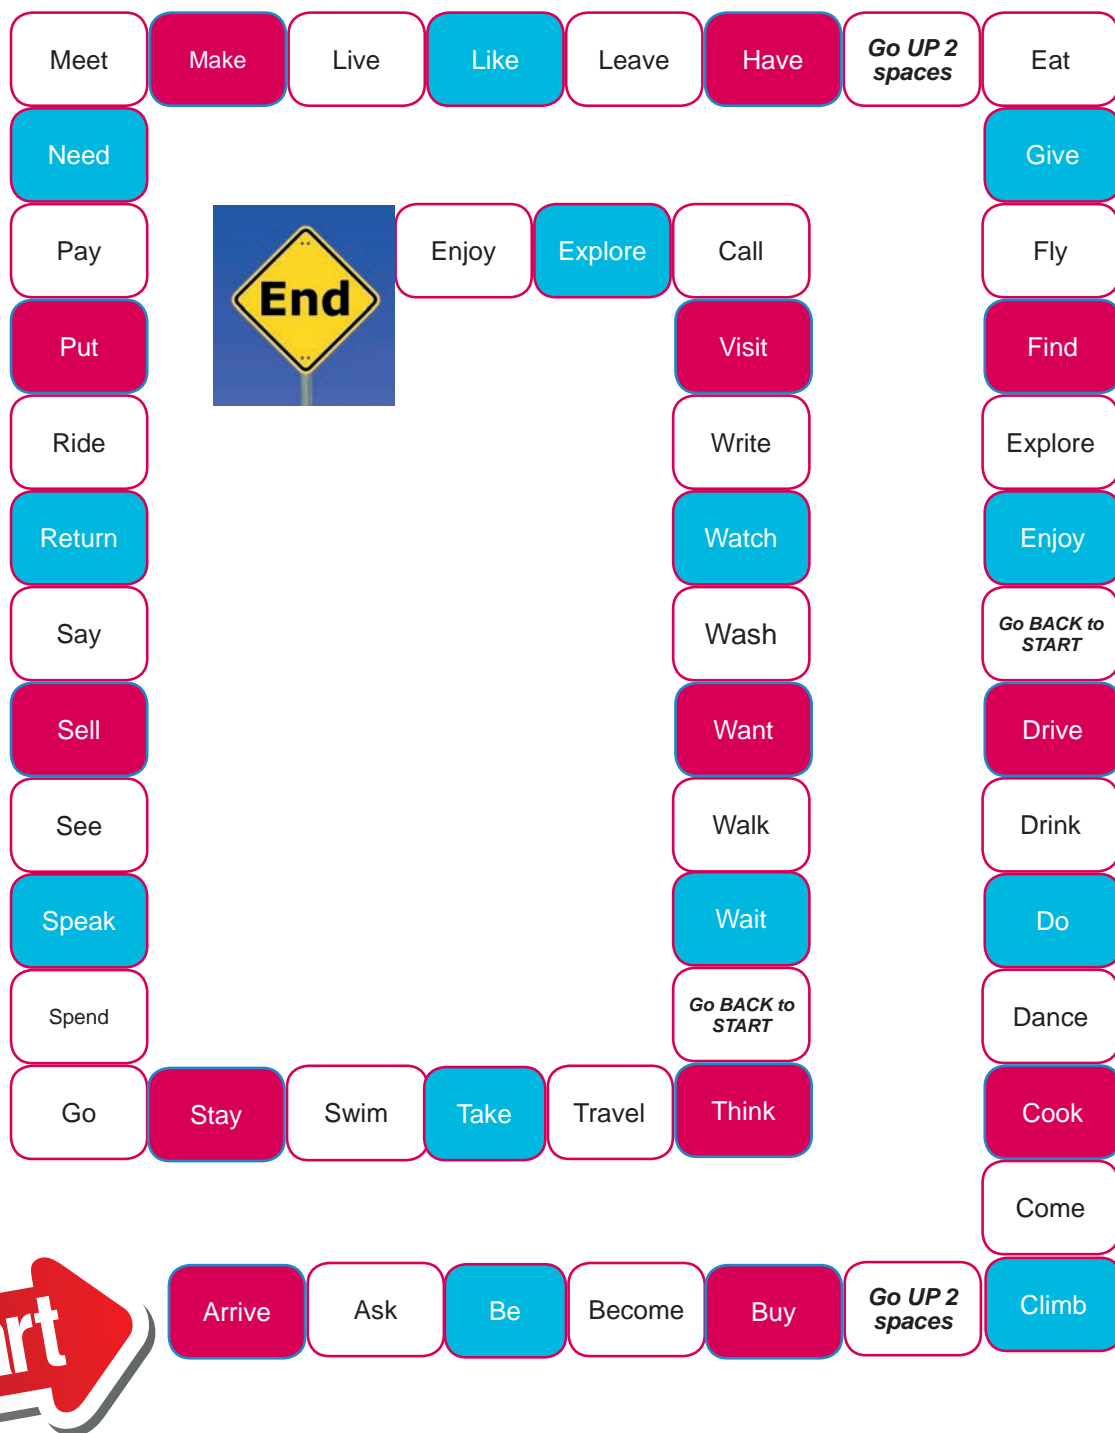 Meet Make Live Like Leave Have Go UP 2
spaces Eat
Need Give
Pay End Enjoy Explore Call Fly
Put Visit Find
Ride Write Explore
Return Watch Enjoy
Say Wash Go BACK to
START
Sell Want Drive
See Walk Drink
Speak Wait Do
Spend Go BACK to
START Dance
Go Stay Swim Take Travel Think Cook
Come
Arrive Ask Be Become Buy Go UP 2
spaces Climb